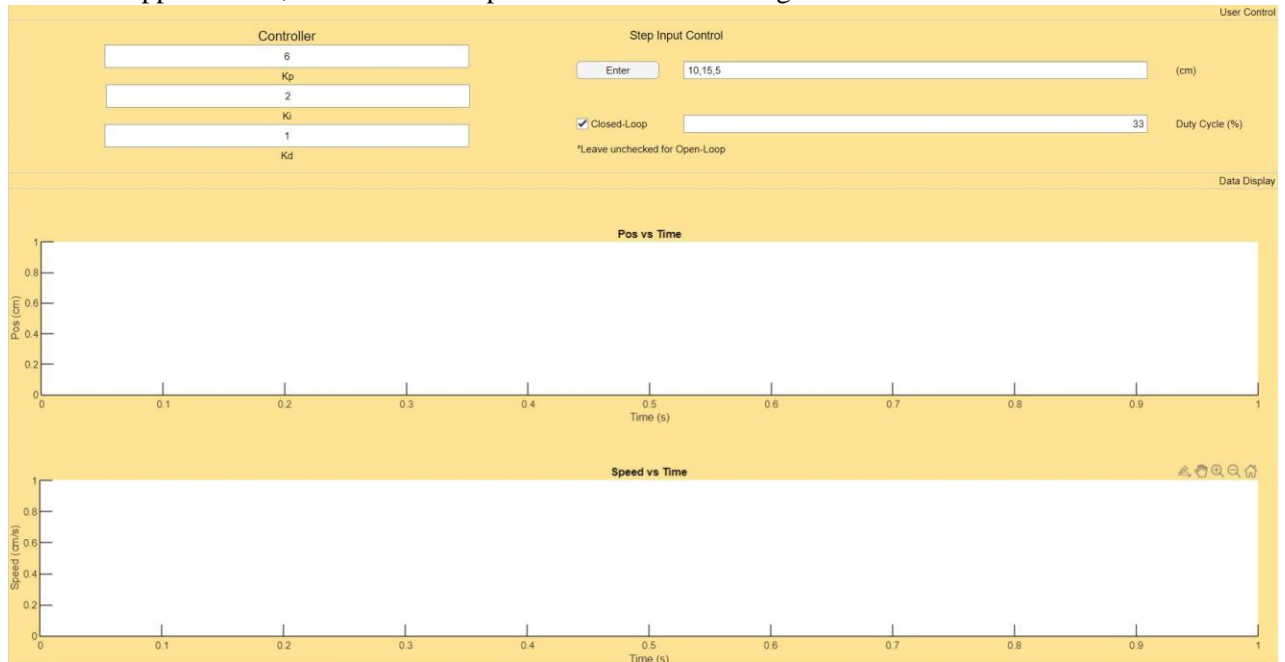 User Control
Controller
Step Input Control
6
Kp
Enter
10,15,5
(cm)
2
Ki
Closed-Loop
33
Duty Cycle (%)
1
Kd
*Leave unchecked for Open-Loop
Data Display
Pos vs Time
1
0.8
0.6
0.4
0.2
0
Pos (cm)
0 0.1 0.2 0.3 0.4 0.5 0.6 0.7 0.8 0.9 1
Time (s)
Speed vs Time
1
0.8
0.6
0.4
0.2
0
Speed (cm/s)
0 0.1 0.2 0.3 0.4 0.5 0.6 0.7 0.8 0.9 1
Time (s)